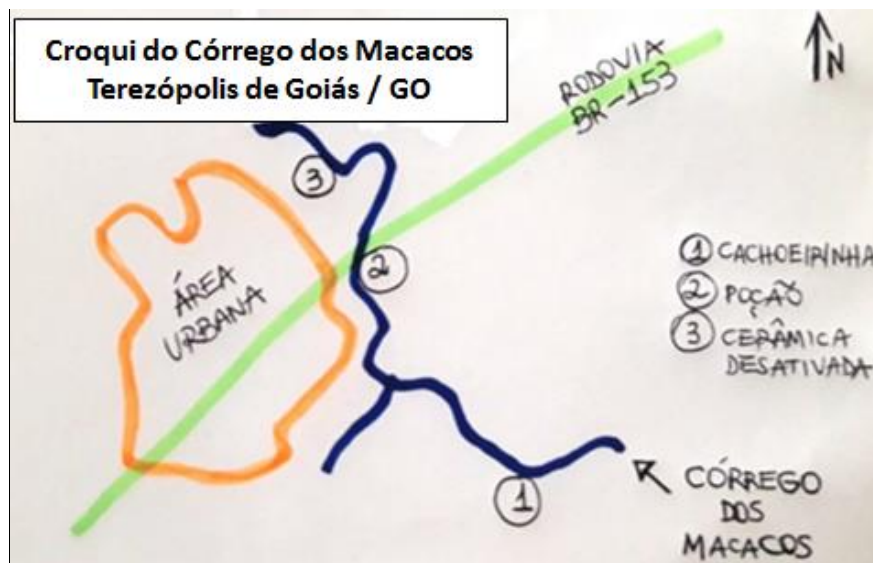 Croqui do Córrego dos Macacos
Terezópolis de Goiás / GO
RODOVIA
BR-153
N
3
2
1
ÁREA
URBANA
1 CACHOEIRINHA
2 POÇÃO
3 CERÂMICA
DESATIVADA
CÓRREGO
DOS
MACACOS